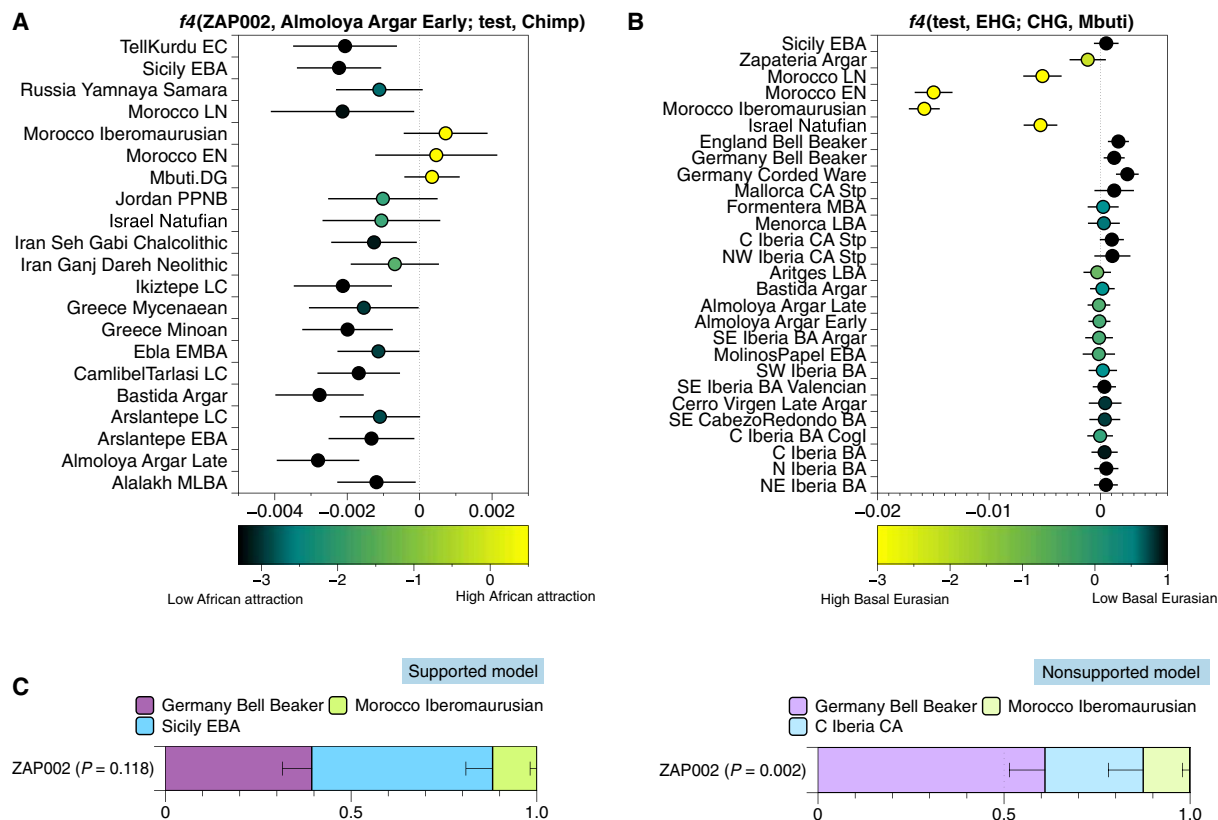 A
f4(ZAP002, Almoloya Argar Early; test, Chimp)
TellKurdu EC
Sicily EBA
Russia Yamnaya Samara
Morocco LN
Morocco Iberomaurusian
Morocco EN
Mbuti.DG
Jordan PPNB
Israel Natufian
Iran Seh Gabi Chalcolithic
Iran Ganj Dareh Neolithic
Ikiztepe LC
Greece Mycenaean
Greece Minoan
Ebla EMBA
CamlibelTarlasi LC
Bastida Argar
Arslantepe LC
Arslantepe EBA
Almoloya Argar Late
Alalakh MLBA
−0.004 −0.002 0 0.002
−3 −2 −1 0
Low African attraction High African attraction
B
f4(test, EHG; CHG, Mbuti)
Sicily EBA
Zapateria Argar
Morocco LN
Morocco EN
Morocco Iberomaurusian
Israel Natufian
England Bell Beaker
Germany Bell Beaker
Germany Corded Ware
Mallorca CA Stp
Formentera MBA
Menorca LBA
C Iberia CA Stp
NW Iberia CA Stp
Aritges LBA
Bastida Argar
Almoloya Argar Late
Almoloya Argar Early
SE Iberia BA Argar
MolinosPapel EBA
SW Iberia BA
SE Iberia BA Valencian
Cerro Virgen Late Argar
SE CabezoRedondo BA
C Iberia BA CogI
C Iberia BA
N Iberia BA
NE Iberia BA
−0.02 −0.01 0
−3 −2 −1 0 1
High Basal Eurasian Low Basal Eurasian
C
Supported model
Germany Bell Beaker Morocco Iberomaurusian
Sicily EBA
ZAP002 (P = 0.118)
0 0.5 1.0
Nonsupported model
Germany Bell Beaker Morocco Iberomaurusian
C Iberia CA
ZAP002 (P = 0.002)
0 0.5 1.0